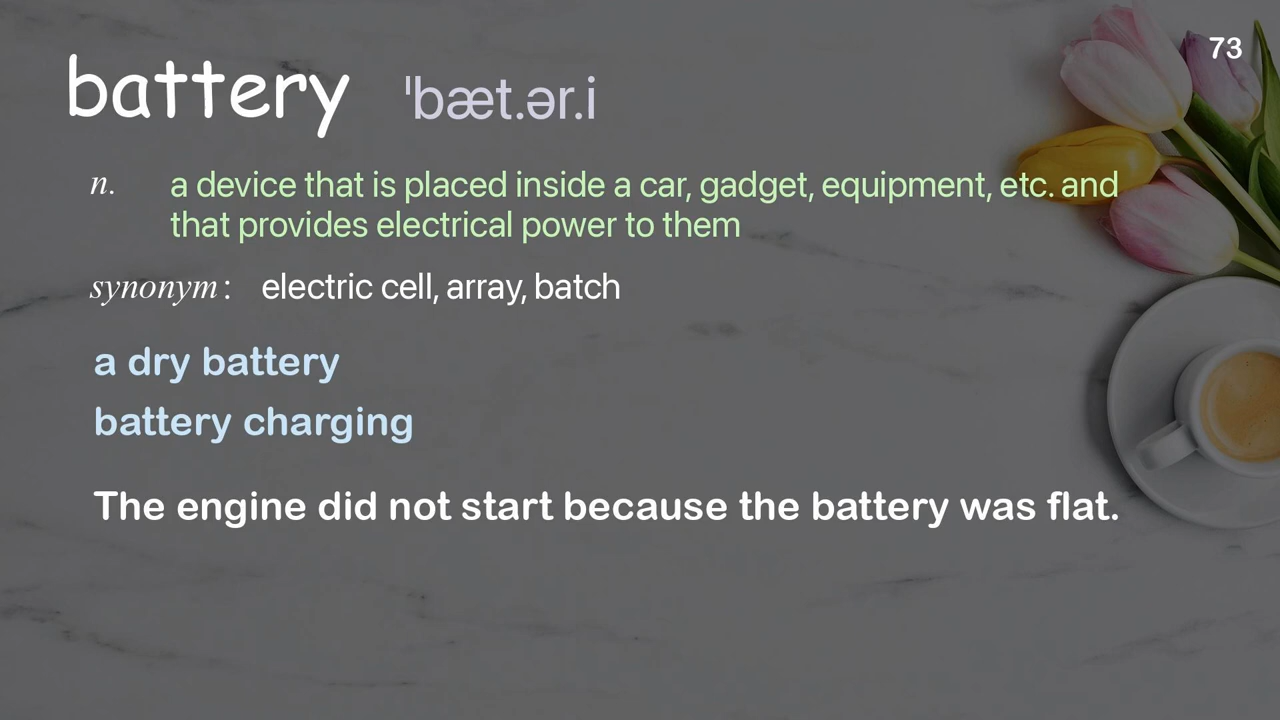 73
battery ˈbæt.ər.i
n. a device that is placed inside a car, gadget, equipment, etc. and
that provides electrical power to them
synonym : electric cell, array, batch
a dry battery
battery charging
The engine did not start because the battery was flat.